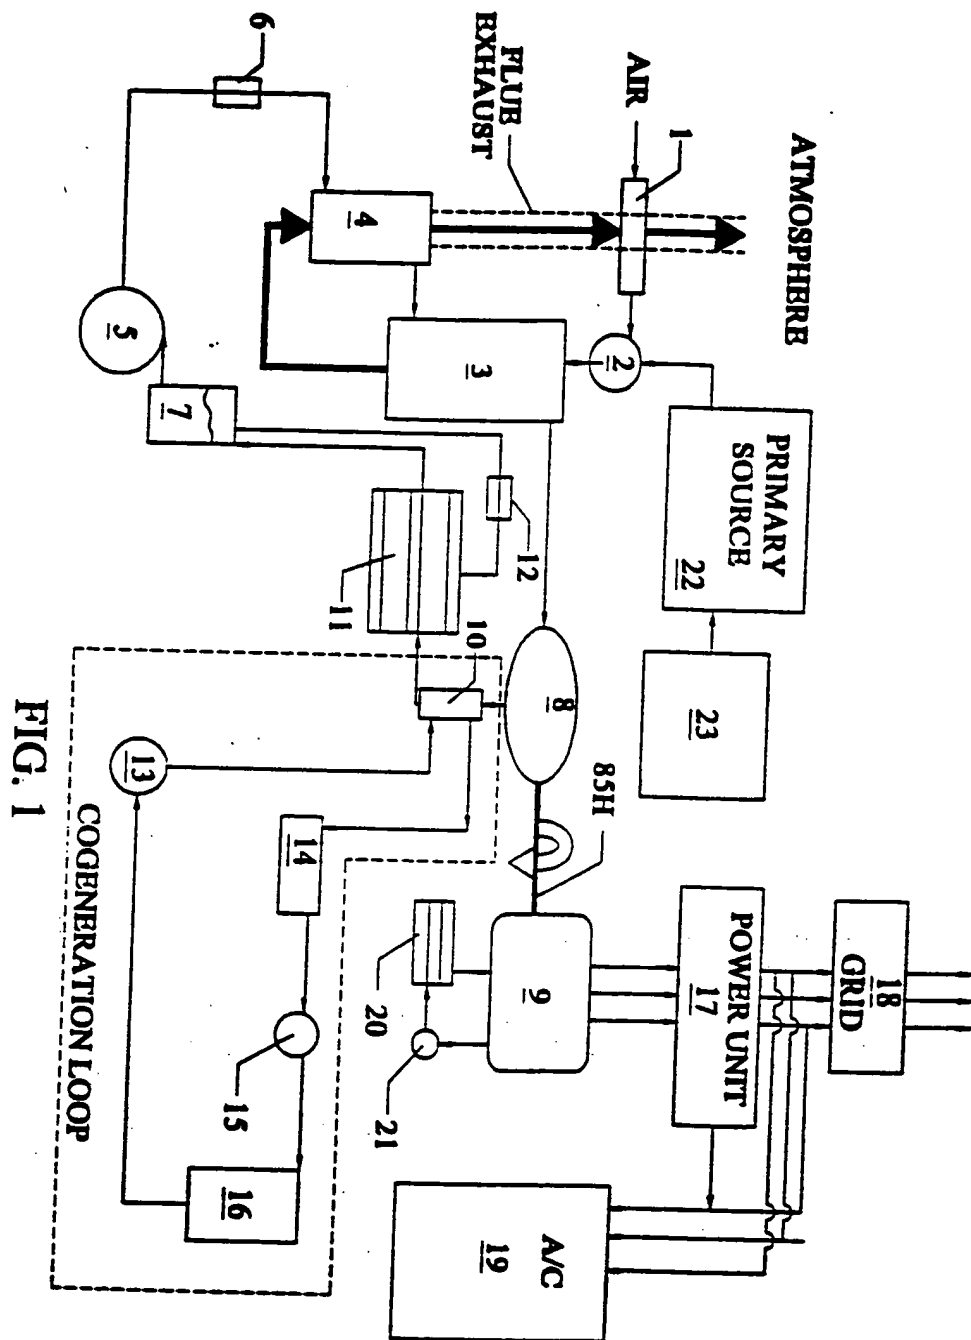 18
GRID
ATMOSPHERE
PRIMARY
SOURCE
22
POWER UNIT
17
23
1
AIR
2
85H
8
9
A/C
19
12
FLUE
EXHAUST
3
10
21
20
4
11
14
6
16
15
7
13
5
COGENERATION LOOP
FIG. 1